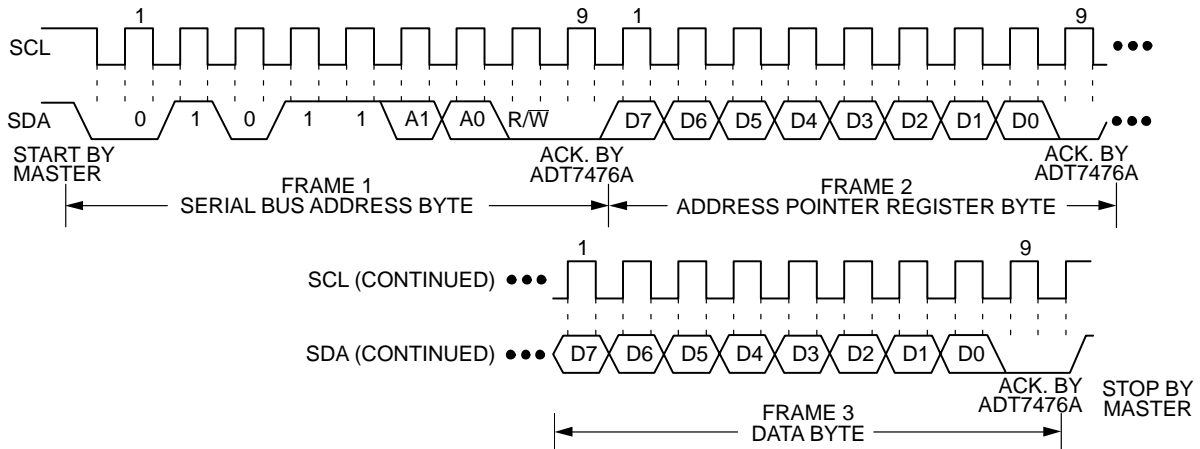 1 9 1 9
SCL
SDA 0 1 0 1 1 A1 A0 R/W̅ D7 D6 D5 D4 D3 D2 D1 D0
START BY MASTER
ACK. BY ADT7476A
ACK. BY ADT7476A
FRAME 1
SERIAL BUS ADDRESS BYTE
FRAME 2
ADDRESS POINTER REGISTER BYTE
1 9
SCL (CONTINUED)
SDA (CONTINUED) D7 D6 D5 D4 D3 D2 D1 D0
ACK. BY ADT7476A
STOP BY MASTER
FRAME 3
DATA BYTE